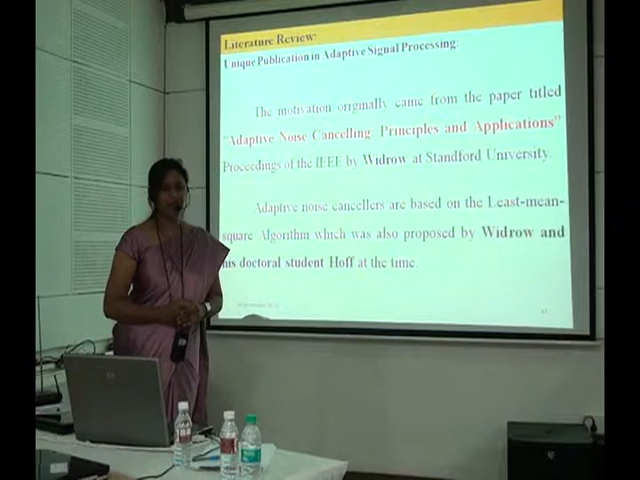 Literature Review:
Unique Publication in Adaptive Signal Processing:
The motivation originally came from the paper titled
"Adaptive Noise Cancelling: Principles and Applications"
Proceedings of the IEEE by Widrow at Standford University.
Adaptive noise cancellers are based on the Least-mean-
square Algorithm which was also proposed by Widrow and
his doctoral student Hoff at the time.